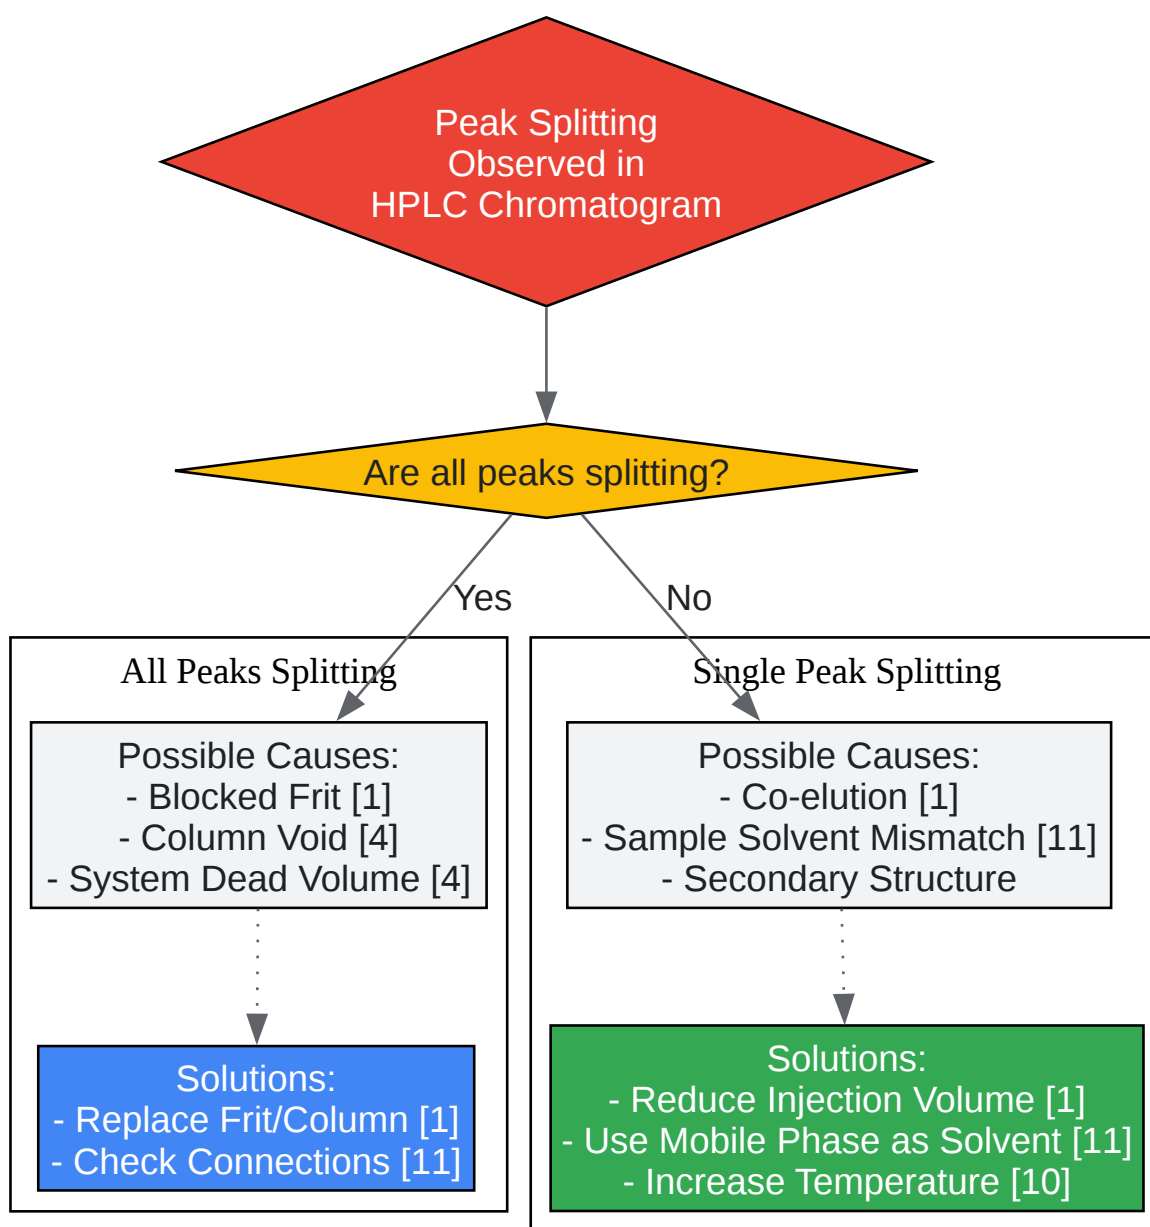 Peak Splitting
Observed in
HPLC Chromatogram
Are all peaks splitting?
Yes
No
All Peaks Splitting
Possible Causes:
- Blocked Frit [1]
- Column Void [4]
- System Dead Volume [4]
Solutions:
- Replace Frit/Column [1]
- Check Connections [11]
Single Peak Splitting
Possible Causes:
- Co-elution [1]
- Sample Solvent Mismatch [11]
- Secondary Structure
Solutions:
- Reduce Injection Volume [1]
- Use Mobile Phase as Solvent [11]
- Increase Temperature [10]